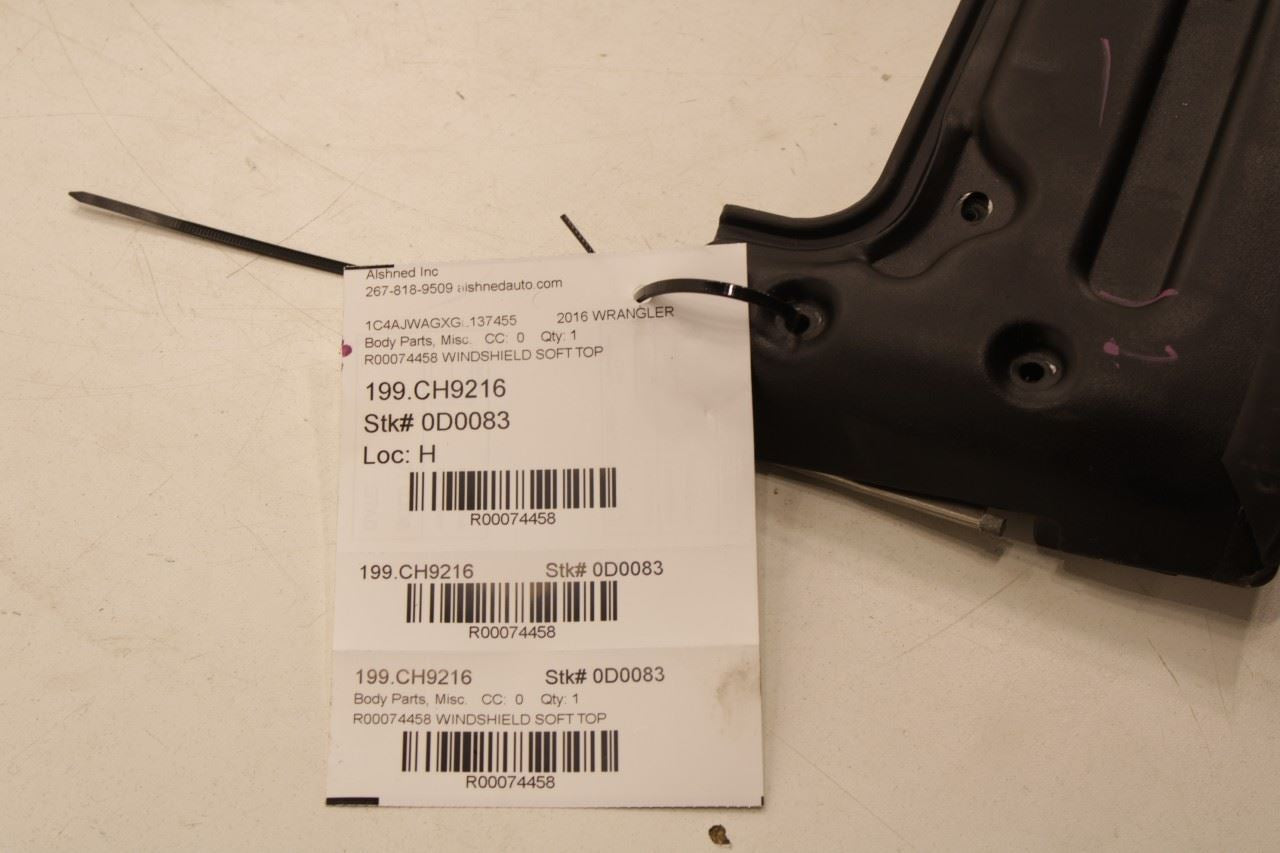 Alshned Inc
267-818-9509 alshnedauto.com
2016 WRANGLER
Body Parts, Misc. CC: 0 Qty: 1
R00074458 WINDSHIELD SOFT TOP
199.CH9216
Stk# 0D0083
Loc: H
R00074458
199.CH9216 Stk# 0D0083
R00074458
199.CH9216 Stk# 0D0083
Body Parts, Misc. CC: 0 Qty: 1
R00074458 WINDSHIELD SOFT TOP
R00074458